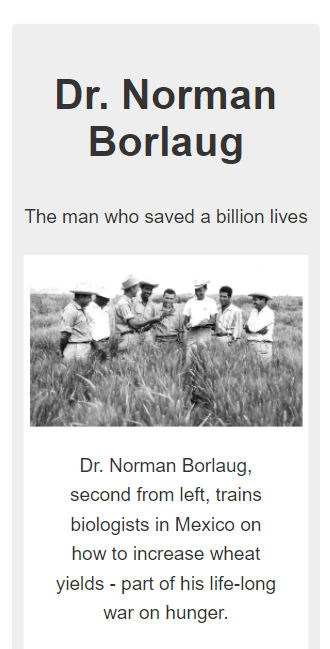 Dr. Norman
Borlaug
The man who saved a billion lives
Dr. Norman Borlaug,
second from left, trains
biologists in Mexico on
how to increase wheat
yields - part of his life-long
war on hunger.